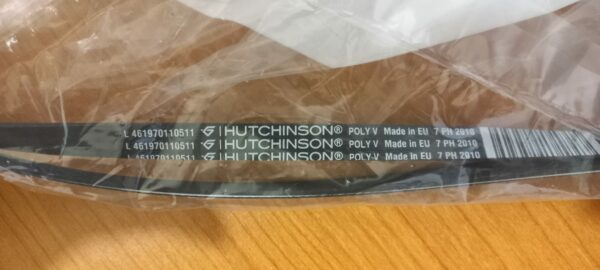 L 461970110511 HUTCHINSON® POLY V Made in EU 7 PH 2010
L 461970110511 HUTCHINSON® POLY V Made in EU 7 PH 2010
L 461970110511 HUTCHINSON® POLY-V Made in EU 7 PH 2010